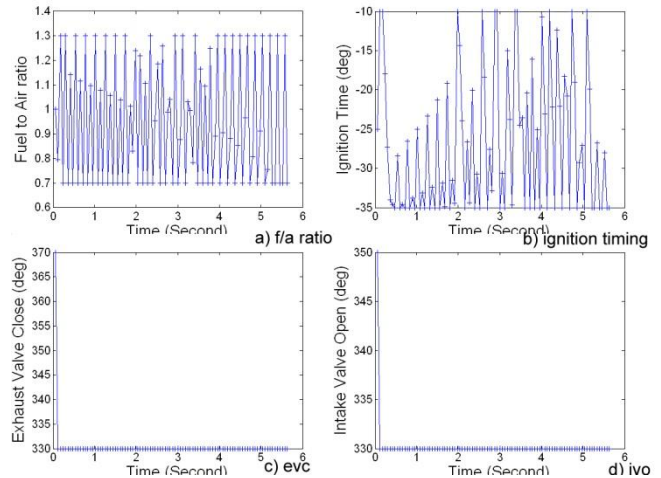 1.4
1.3
1.2
1.1
1
0.9
0.8
0.7
0.6
Fuel to Air ratio
0 1 2 3 4 5 6
Time (Second)
a) f/a ratio
-10
-15
-20
-25
-30
-35
Ignition Time (deg)
0 1 2 3 4 5 6
Time (Second)
b) ignition timing
370
365
360
355
350
345
340
335
330
Exhaust Valve Close (deg)
0 1 2 3 4 5 6
Time (Second)
c) evc
350
345
340
335
330
Intake Valve Open (deg)
0 1 2 3 4 5 6
Time (Second)
d) ivo